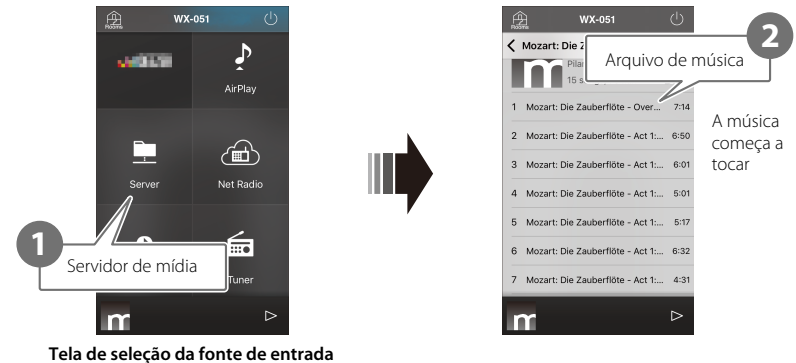 Rooms
WX-051
AirPlay
Server
Net Radio
1
Servidor de mídia
Tuner
m
Tela de seleção da fonte de entrada
Rooms
WX-051
2
Mozart: Die Z
Arquivo de música
m
15 s
1 Mozart: Die Zauberflöte - Over... 7:14
2 Mozart: Die Zauberflöte - Act 1:... 6:50
3 Mozart: Die Zauberflöte - Act 1:... 6:01
4 Mozart: Die Zauberflöte - Act 1:... 5:01
5 Mozart: Die Zauberflöte - Act 1:... 5:17
6 Mozart: Die Zauberflöte - Act 1:... 6:32
7 Mozart: Die Zauberflöte - Act 1:... 4:31
m
A música
começa a
tocar